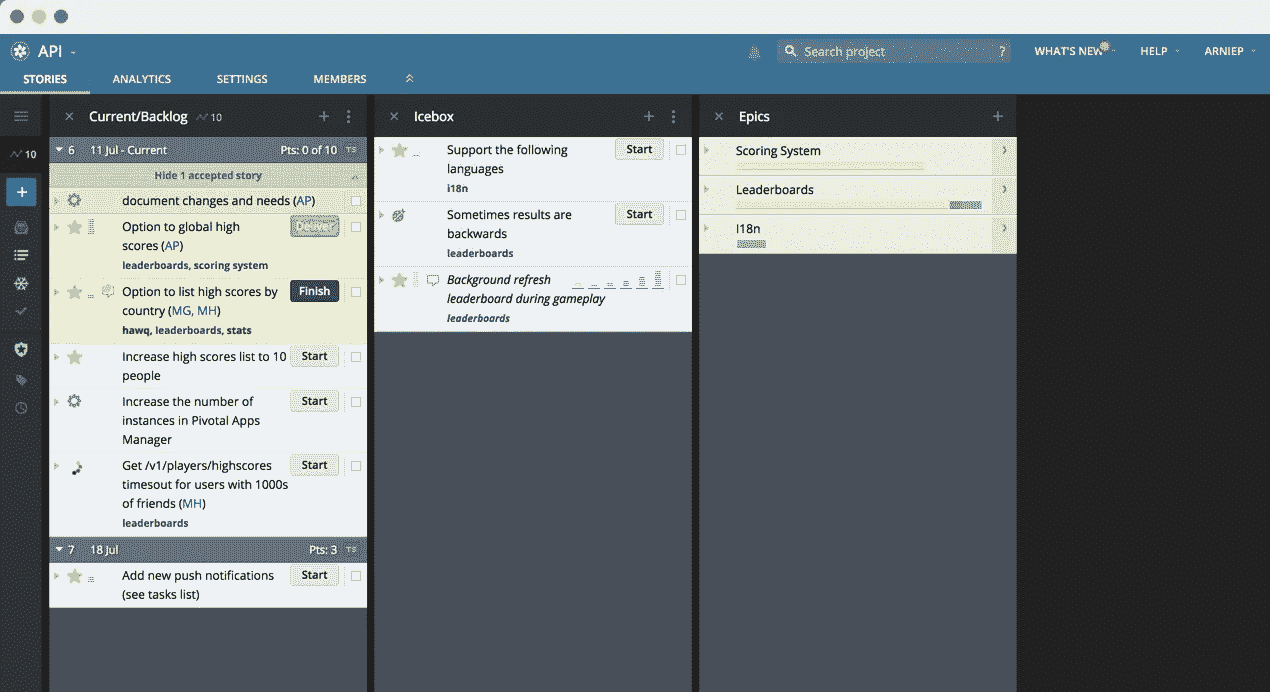 API
Search project
?
WHAT'S NEW
HELP
ARNIEP
STORIES
ANALYTICS
SETTINGS
MEMBERS
10
Current/Backlog
10
6
11 Jul - Current
Pts: 0 of 10
TS
Hide 1 accepted story
document changes and needs (AP)
Option to global high
scores (AP)
Deliver
leaderboards, scoring system
Option to list high scores by
country (MG, MH)
Finish
hawq, leaderboards, stats
Increase high scores list to 10
people
Start
Increase the number of
instances in Pivotal Apps
Manager
Start
Get /v1/players/highscores
timesout for users with 1000s
of friends (MH)
Start
leaderboards
7
18 Jul
Pts: 3
TS
Add new push notifications
(see tasks list)
Start
Icebox
Support the following
languages
Start
i18n
Sometimes results are
backwards
Start
leaderboards
Background refresh
leaderboard during gameplay
leaderboards
Epics
Scoring System
Leaderboards
I18n